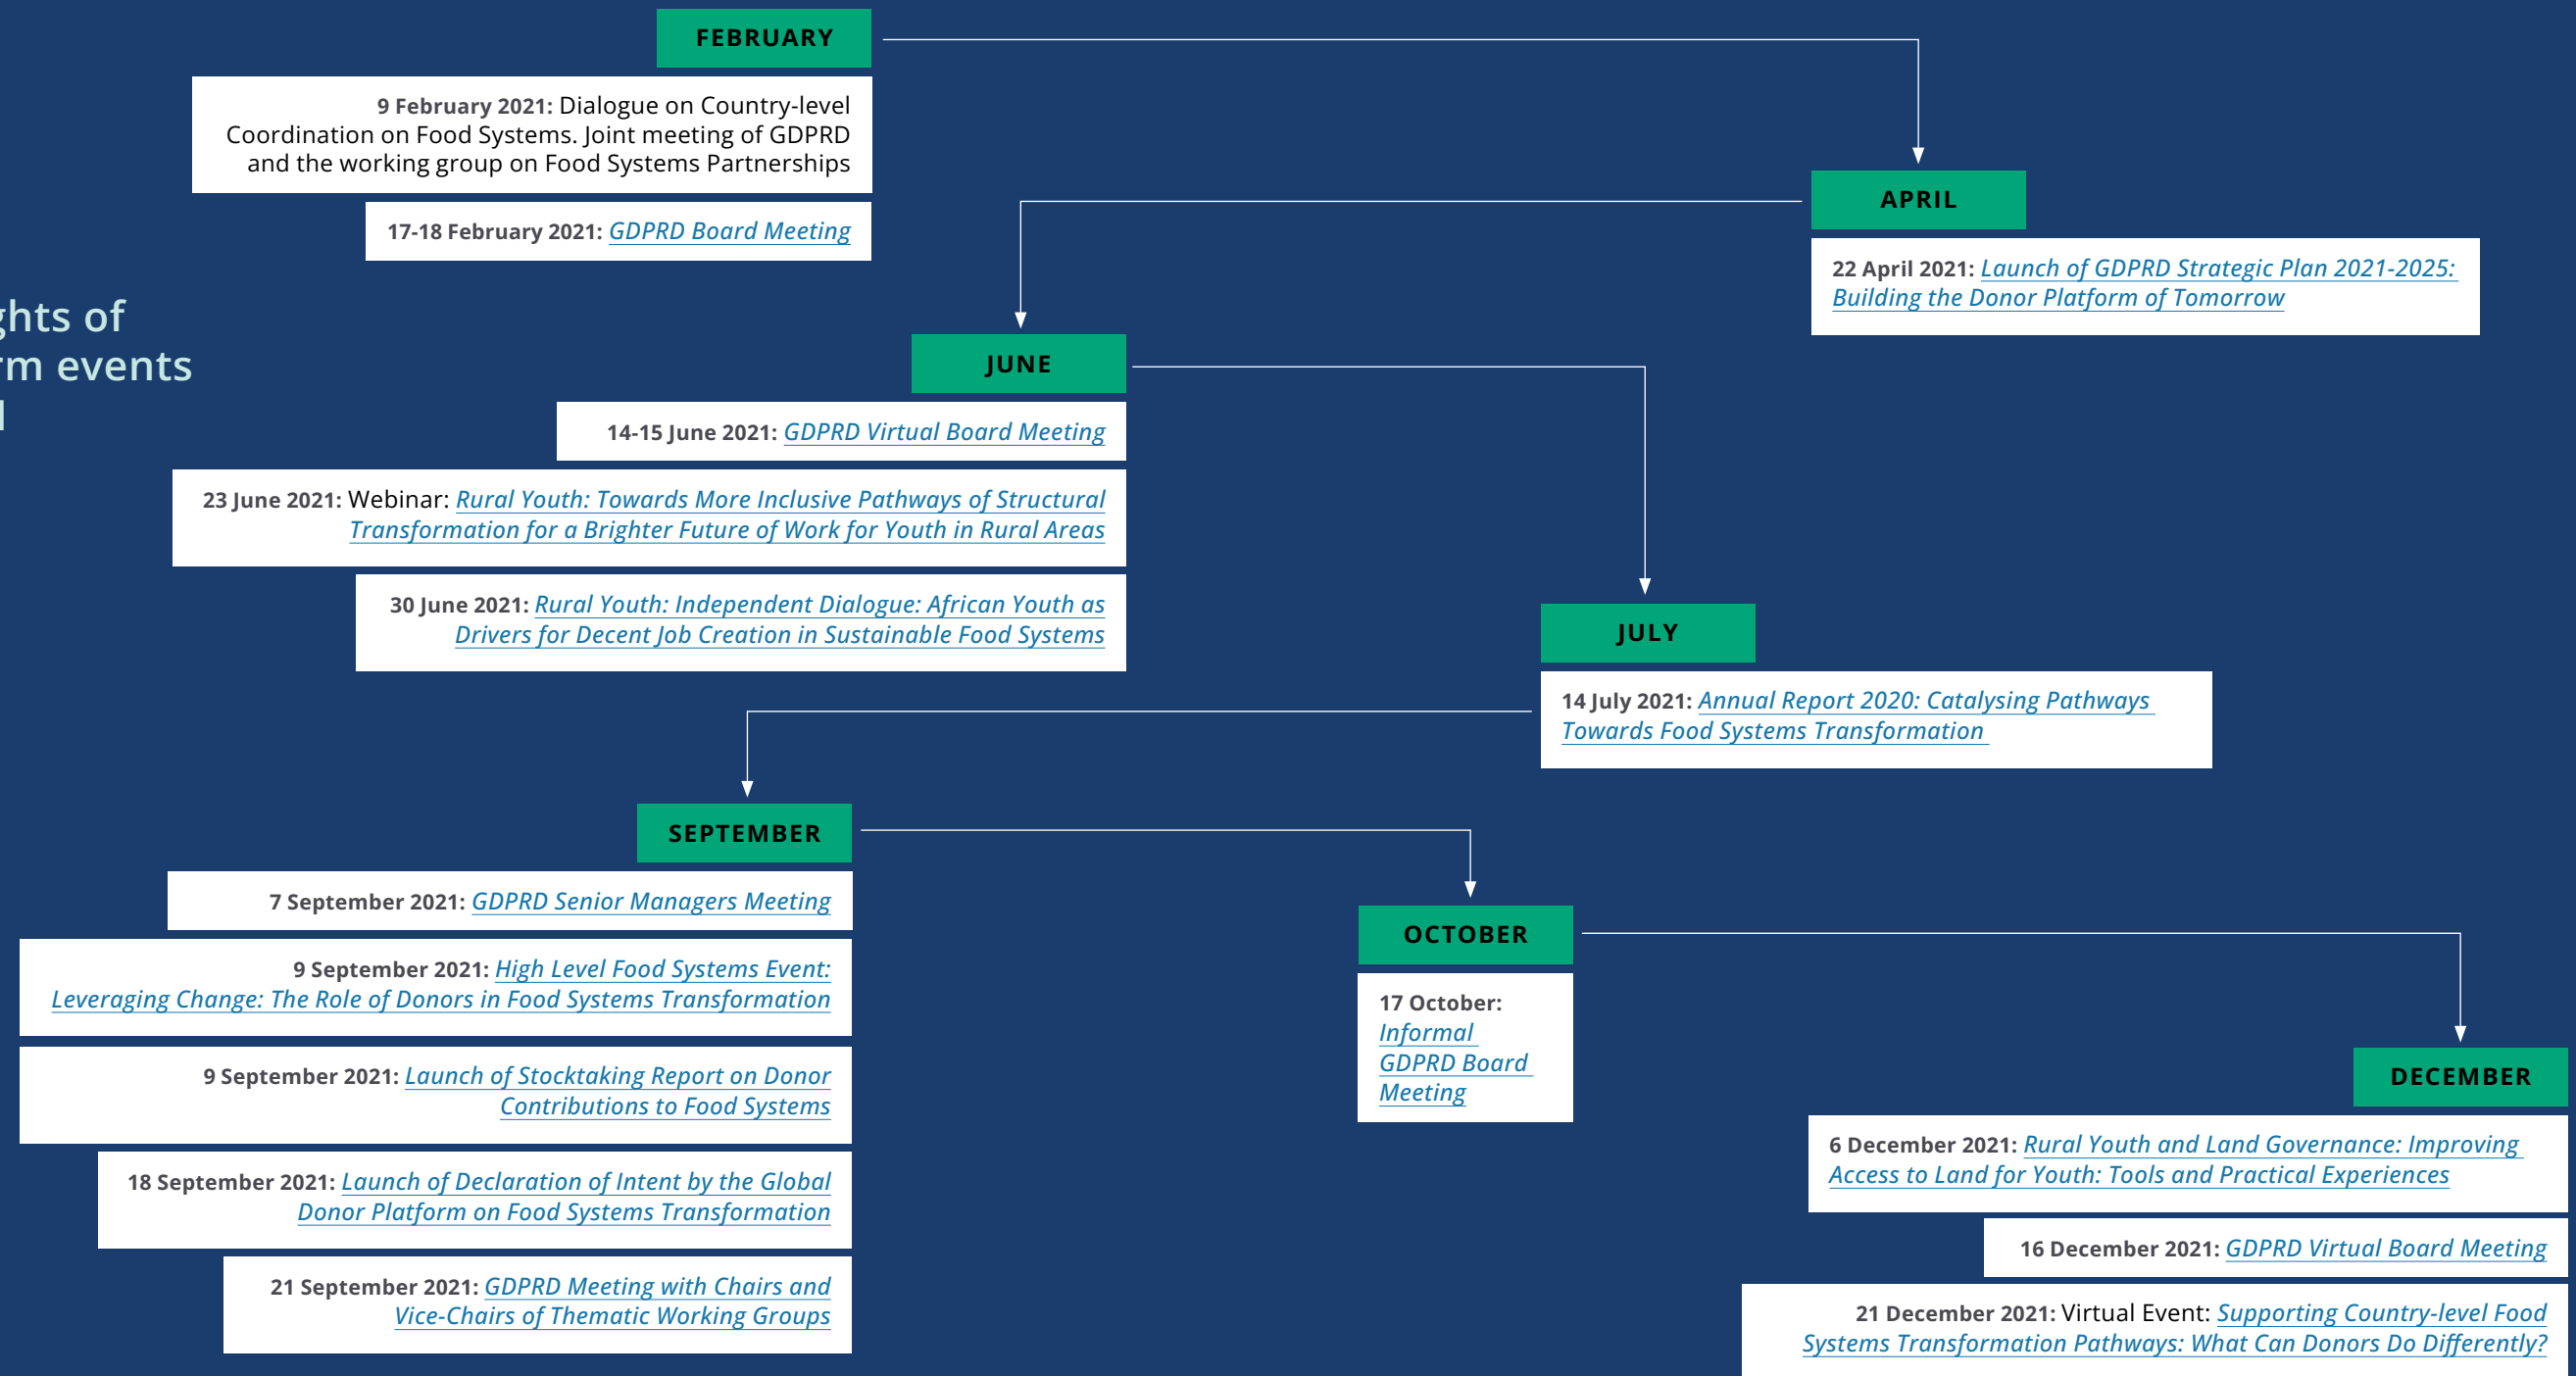 FEBRUARY
9 February 2021: Dialogue on Country-level
Coordination on Food Systems. Joint meeting of GDPRD
and the working group on Food Systems Partnerships
17-18 February 2021: GDPRD Board Meeting
APRIL
22 April 2021: Launch of GDPRD Strategic Plan 2021-2025:
Building the Donor Platform of Tomorrow
ghts of
rm events
JUNE
14-15 June 2021: GDPRD Virtual Board Meeting
23 June 2021: Webinar: Rural Youth: Towards More Inclusive Pathways of Structural
Transformation for a Brighter Future of Work for Youth in Rural Areas
30 June 2021: Rural Youth: Independent Dialogue: African Youth as
Drivers for Decent Job Creation in Sustainable Food Systems
JULY
14 July 2021: Annual Report 2020: Catalysing Pathways
Towards Food Systems Transformation
SEPTEMBER
7 September 2021: GDPRD Senior Managers Meeting
9 September 2021: High Level Food Systems Event:
Leveraging Change: The Role of Donors in Food Systems Transformation
9 September 2021: Launch of Stocktaking Report on Donor
Contributions to Food Systems
18 September 2021: Launch of Declaration of Intent by the Global
Donor Platform on Food Systems Transformation
21 September 2021: GDPRD Meeting with Chairs and
Vice-Chairs of Thematic Working Groups
OCTOBER
17 October:
Informal
GDPRD Board
Meeting
DECEMBER
6 December 2021: Rural Youth and Land Governance: Improving
Access to Land for Youth: Tools and Practical Experiences
16 December 2021: GDPRD Virtual Board Meeting
21 December 2021: Virtual Event: Supporting Country-level Food
Systems Transformation Pathways: What Can Donors Do Differently?